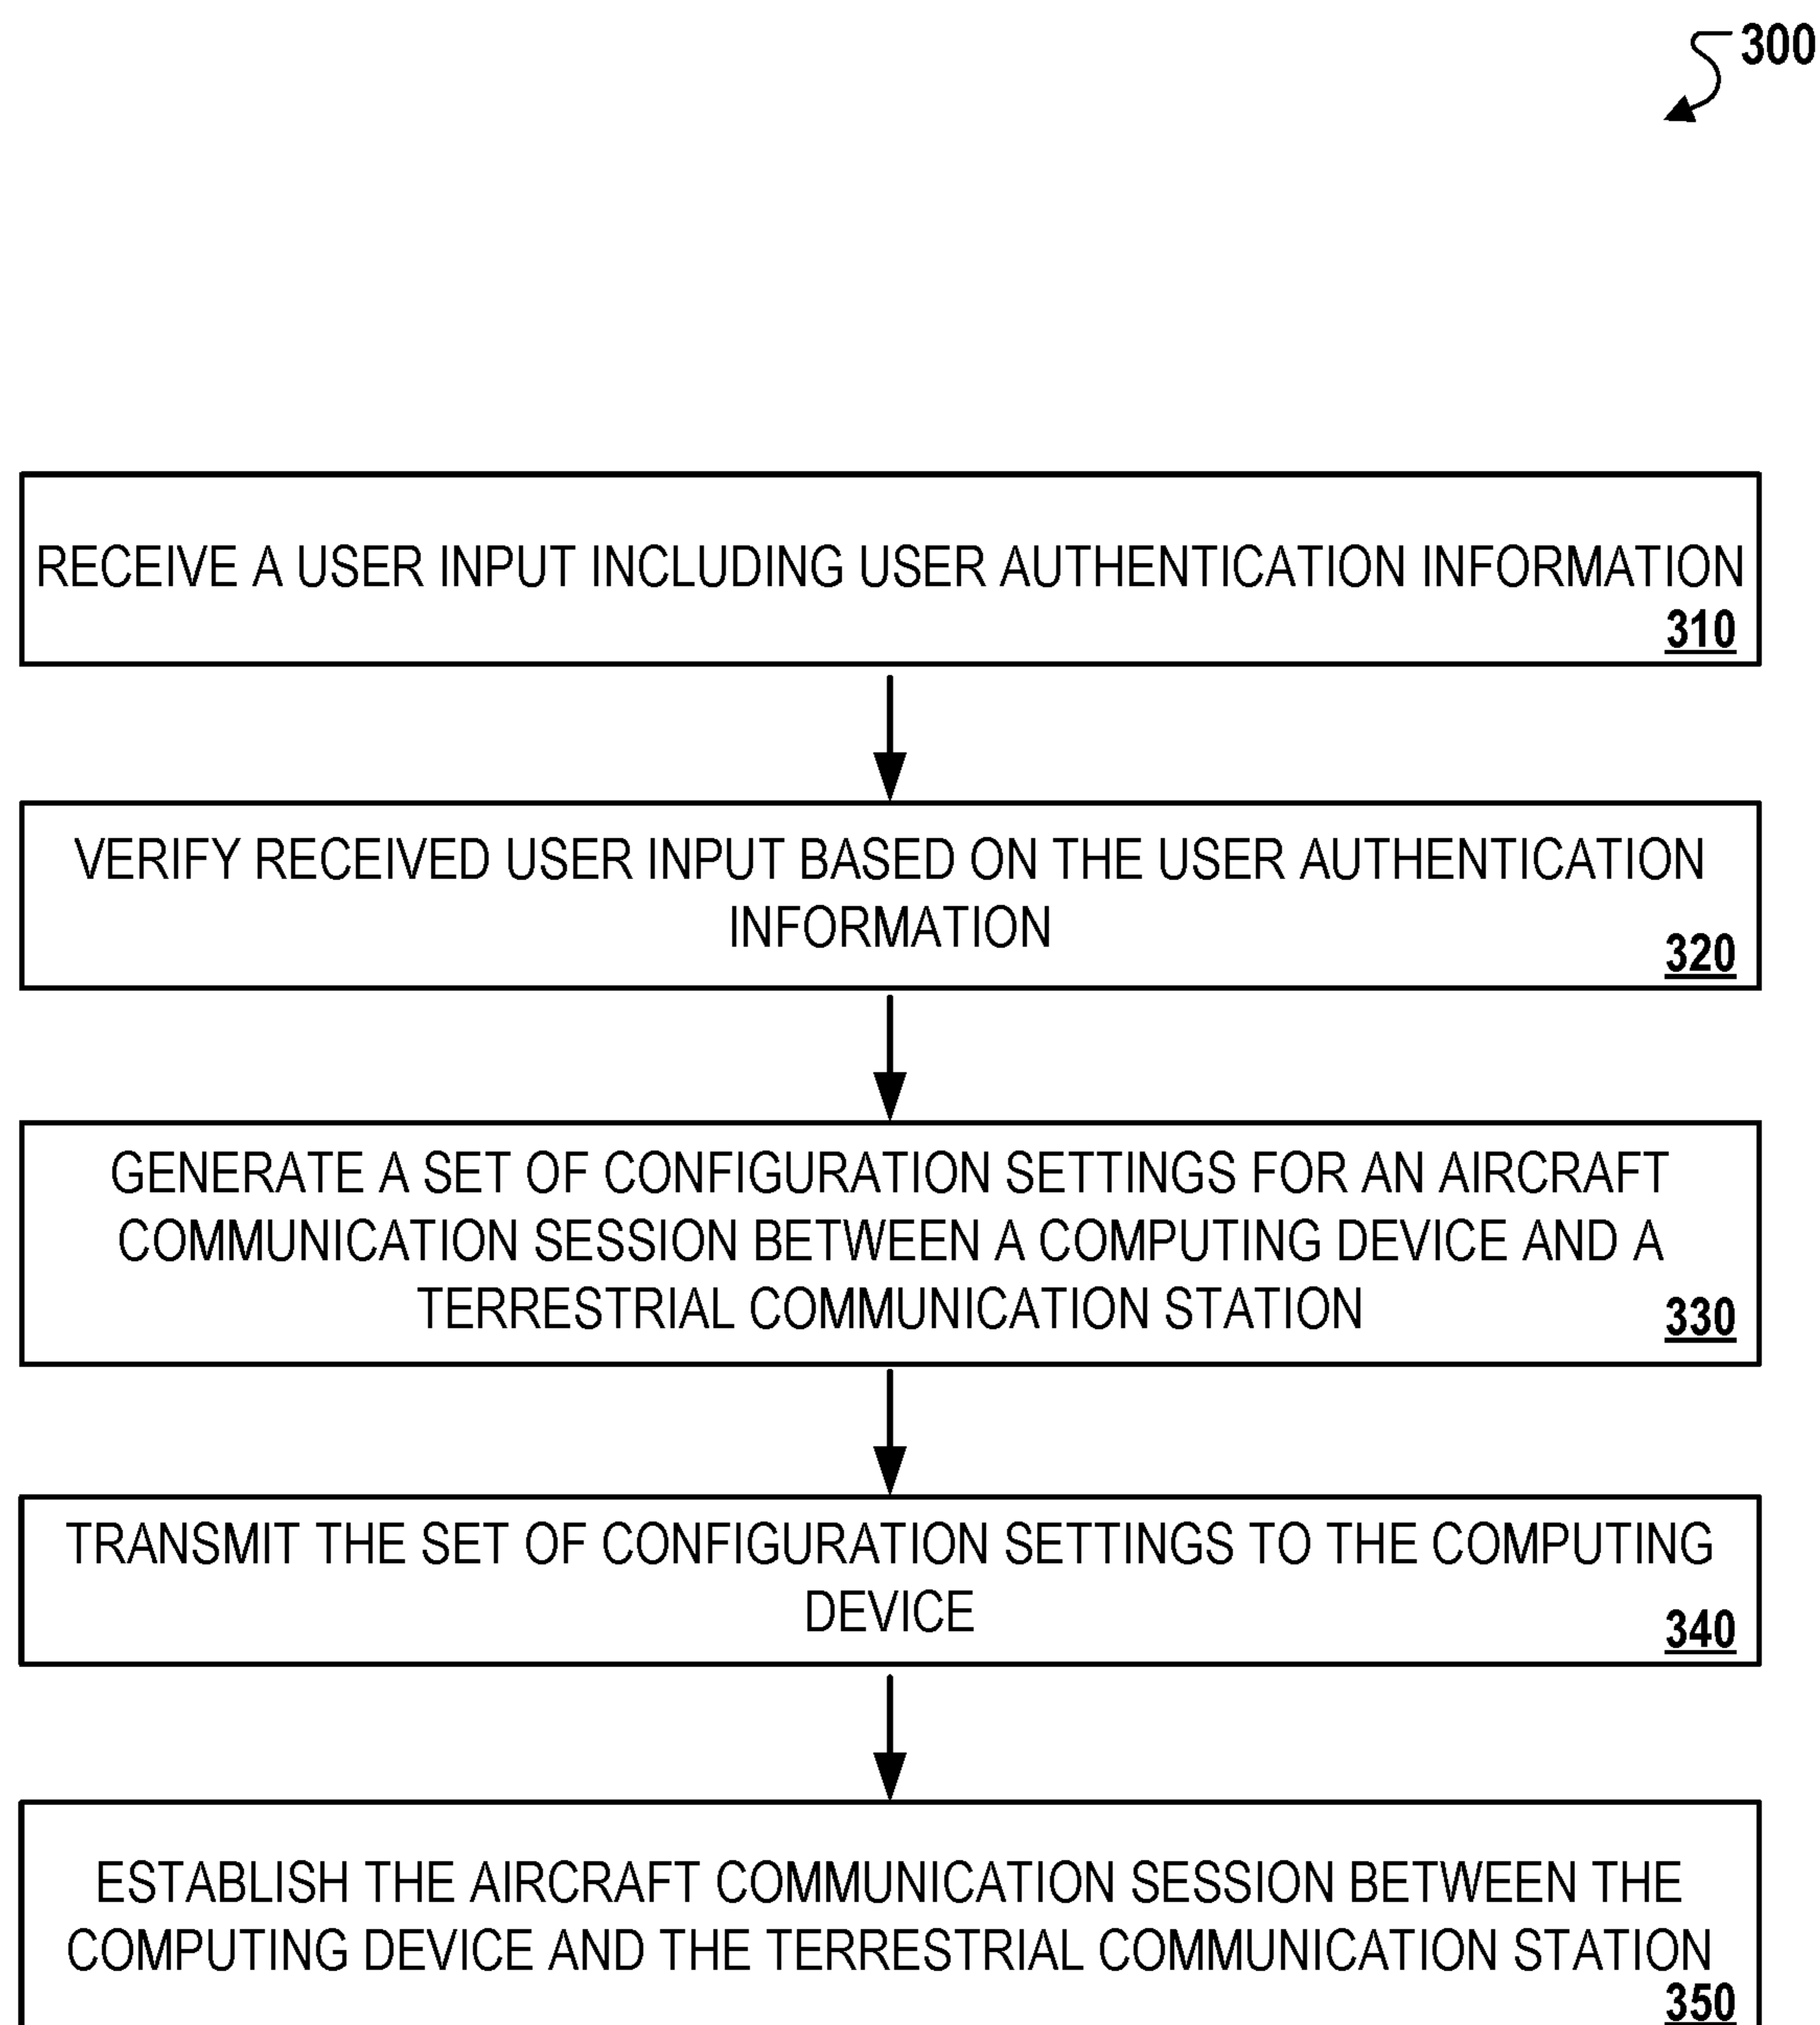 300
RECEIVE A USER INPUT INCLUDING USER AUTHENTICATION INFORMATION
310
VERIFY RECEIVED USER INPUT BASED ON THE USER AUTHENTICATION
INFORMATION
320
GENERATE A SET OF CONFIGURATION SETTINGS FOR AN AIRCRAFT
COMMUNICATION SESSION BETWEEN A COMPUTING DEVICE AND A
TERRESTRIAL COMMUNICATION STATION
330
TRANSMIT THE SET OF CONFIGURATION SETTINGS TO THE COMPUTING
DEVICE
340
ESTABLISH THE AIRCRAFT COMMUNICATION SESSION BETWEEN THE
COMPUTING DEVICE AND THE TERRESTRIAL COMMUNICATION STATION
350